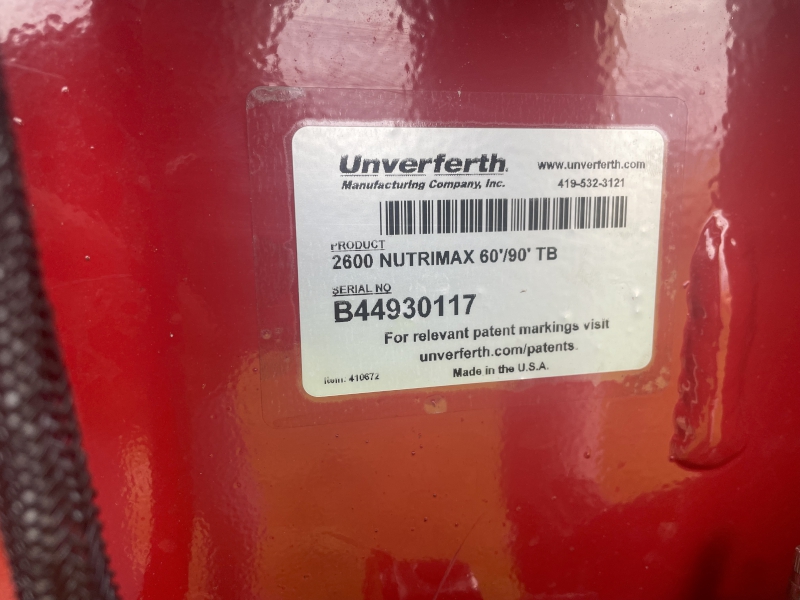 Unverferth
Manufacturing Company, Inc.
www.unverferth.com
419-532-3121
PRODUCT
2600 NUTRIMAX 60'/90' TB
SERIAL NO
B44930117
For relevant patent markings visit
unverferth.com/patents.
Made in the U.S.A.
Item: 410672